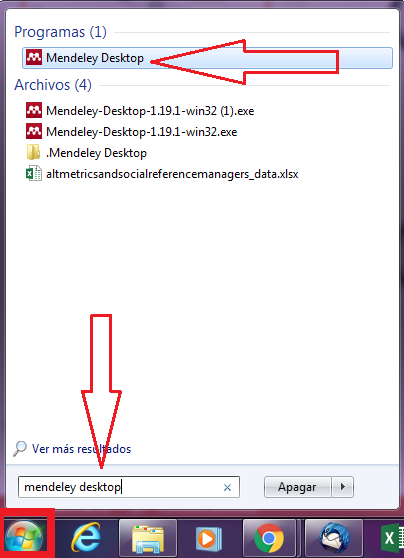 Programas (1)
Mendeley Desktop
Archivos (4)
Mendeley-Desktop-1.19.1-win32 (1).exe
Mendeley-Desktop-1.19.1-win32.exe
.Mendeley Desktop
altmetricsandsocialreferencemanagers_data.xlsx
Ver más resultados
mendeley desktop
Apagar